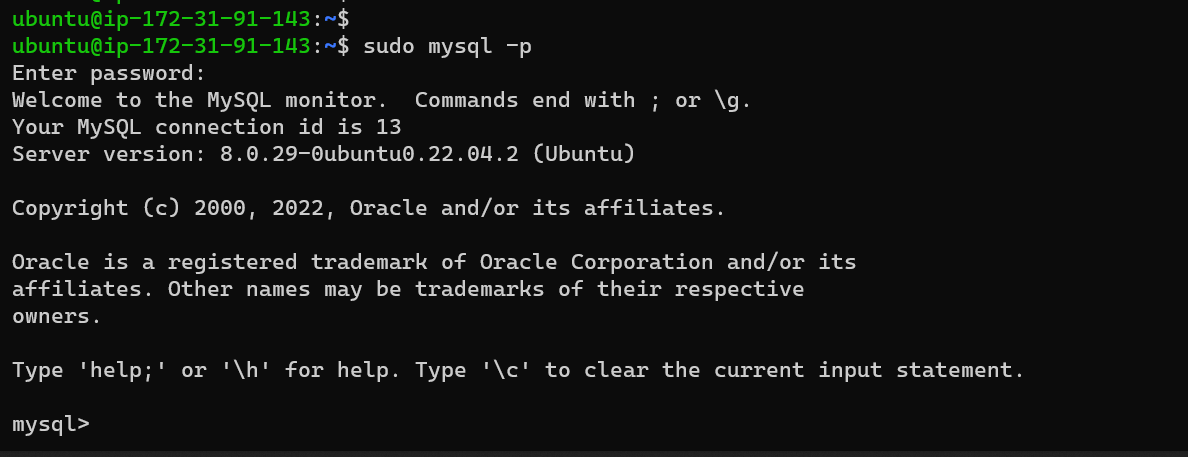 ubuntu@ip-172-31-91-143:~$
ubuntu@ip-172-31-91-143:~$ sudo mysql -p
Enter password:
Welcome to the MySQL monitor.  Commands end with ; or \g.
Your MySQL connection id is 13
Server version: 8.0.29-0ubuntu0.22.04.2 (Ubuntu)

Copyright (c) 2000, 2022, Oracle and/or its affiliates.

Oracle is a registered trademark of Oracle Corporation and/or its
affiliates. Other names may be trademarks of their respective
owners.

Type 'help;' or '\h' for help. Type '\c' to clear the current input statement.

mysql>